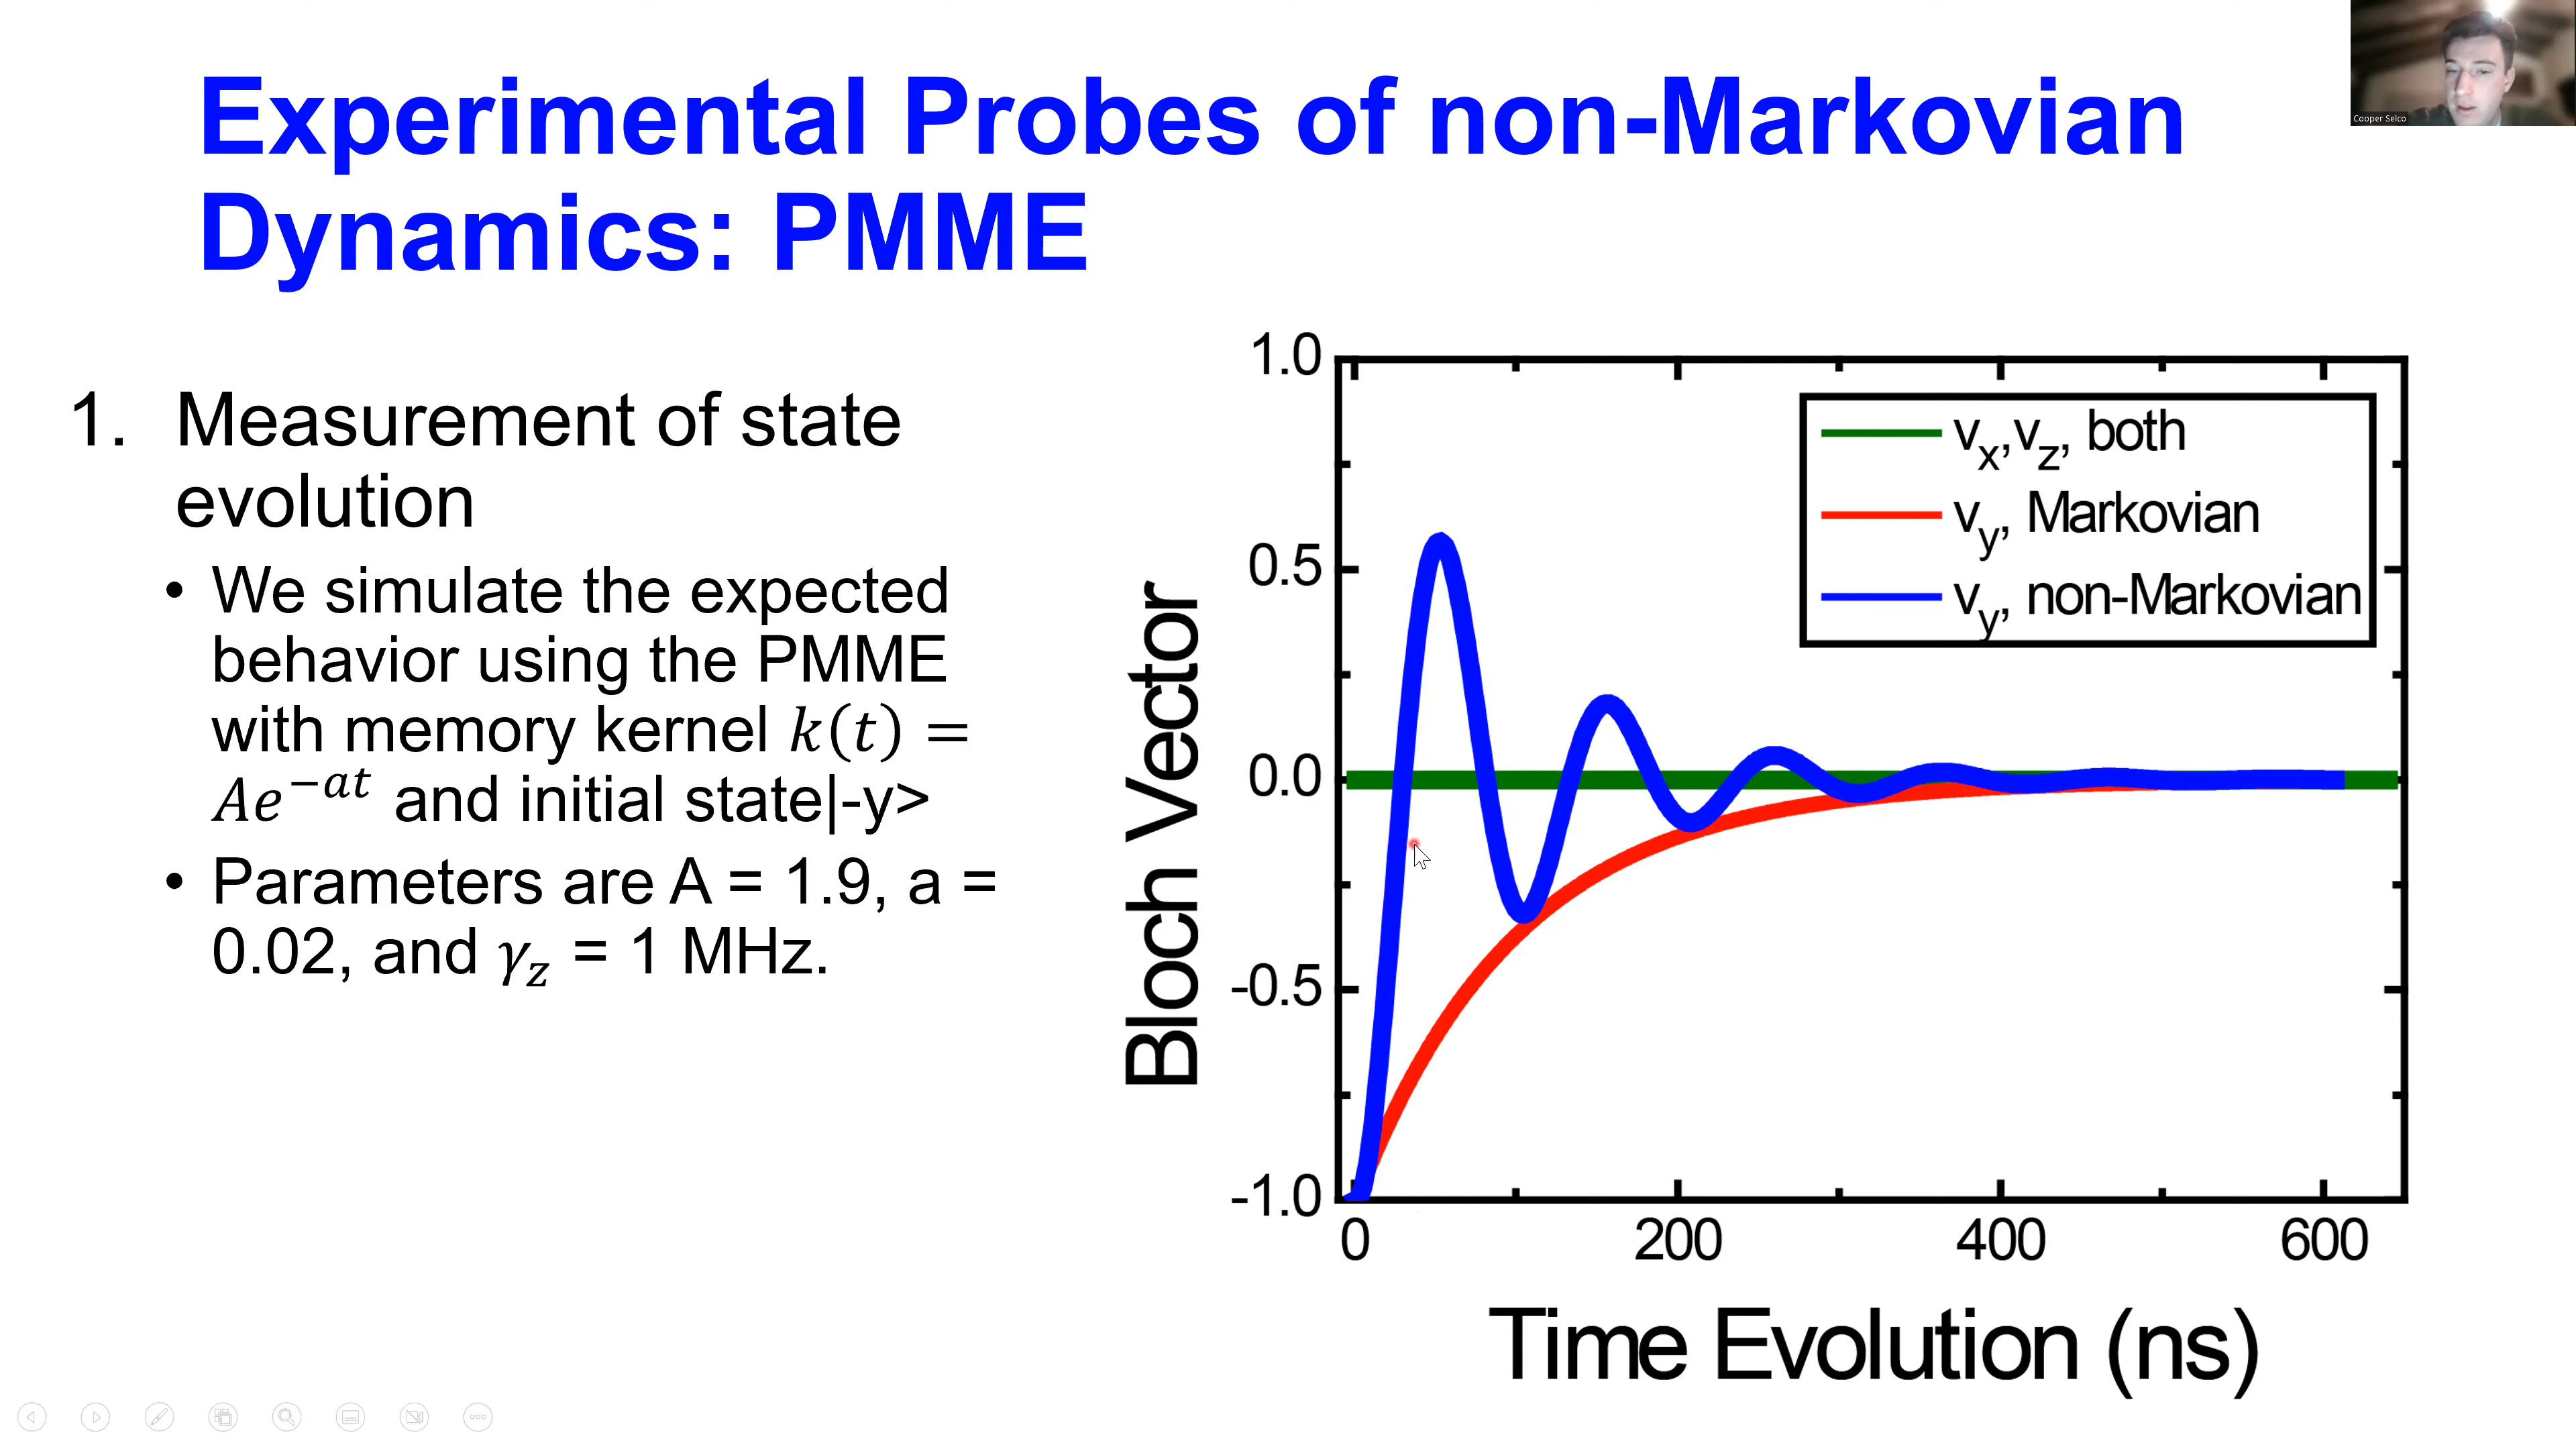 Experimental Probes of non-Markovian
Dynamics: PMME
Cooper Selco
1. Measurement of state
evolution
• We simulate the expected
behavior using the PMME
with memory kernel k(t) =
Ae^{-at} and initial state|-y>
• Parameters are A = 1.9, a =
0.02, and γ_z = 1 MHz.
Bloch Vector
1.0
0.5
0.0
-0.5
-1.0
v_x,v_z, both
v_y, Markovian
v_y, non-Markovian
0 200 400 600
Time Evolution (ns)